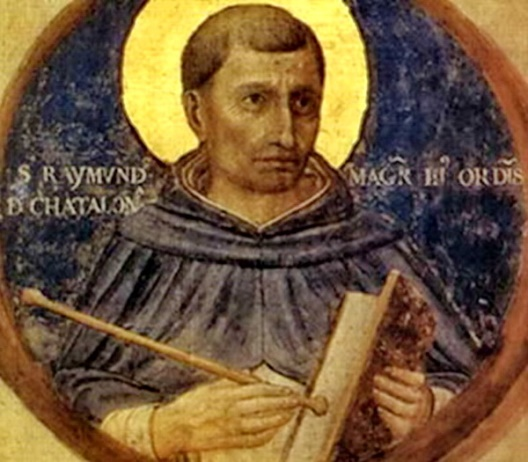 S RAYMVND
D CHATALON
MAGR III ORDIS